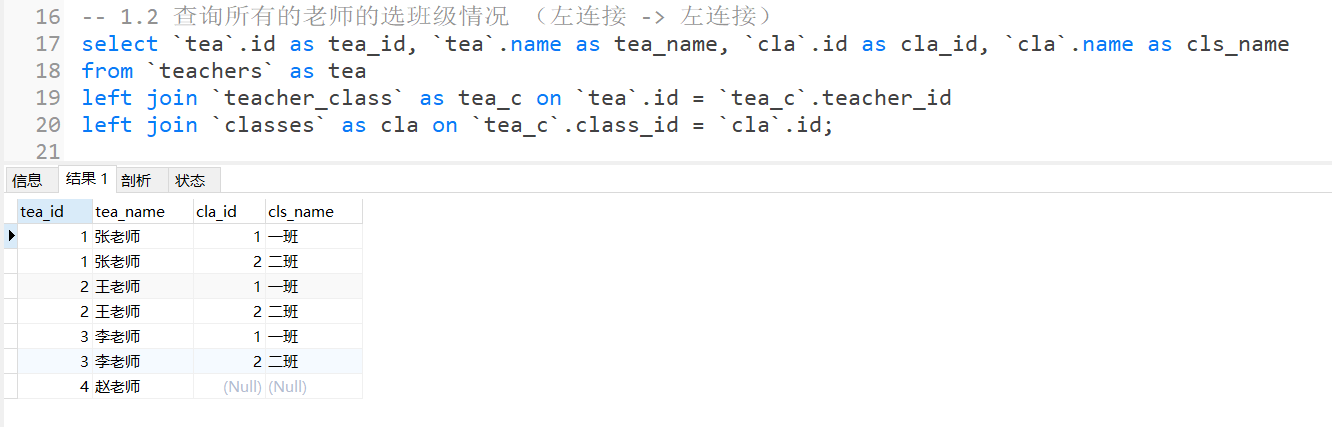 16 -- 1.2 查询所有的老师的选班级情况 （左连接 -> 左连接）
17 select `tea`.id as tea_id, `tea`.name as tea_name, `cla`.id as cla_id, `cla`.name as cls_name
18 from `teachers` as tea
19 left join `teacher_class` as tea_c on `tea`.id = `tea_c`.teacher_id
20 left join `classes` as cla on `tea_c`.class_id = `cla`.id;
21
信息 结果 1 剖析 状态
tea_id tea_name cla_id cls_name
1 张老师 1 一班
1 张老师 2 二班
2 王老师 1 一班
2 王老师 2 二班
3 李老师 1 一班
3 李老师 2 二班
4 赵老师 (Null) (Null)